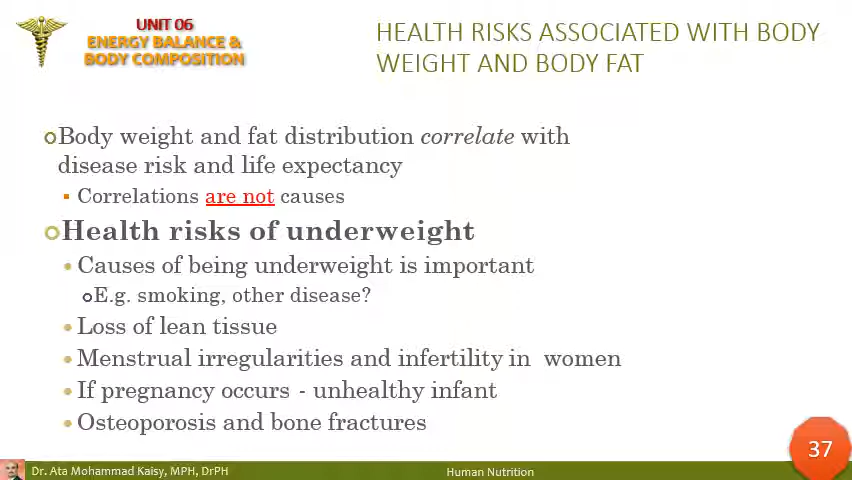 UNIT 06
ENERGY BALANCE &
BODY COMPOSITION
HEALTH RISKS ASSOCIATED WITH BODY
WEIGHT AND BODY FAT
Body weight and fat distribution correlate with
disease risk and life expectancy
Correlations are not causes
Health risks of underweight
Causes of being underweight is important
E.g. smoking, other disease?
Loss of lean tissue
Menstrual irregularities and infertility in women
If pregnancy occurs - unhealthy infant
Osteoporosis and bone fractures
37
Dr. Ata Mohammad Kaisy, MPH, DrPH
Human Nutrition